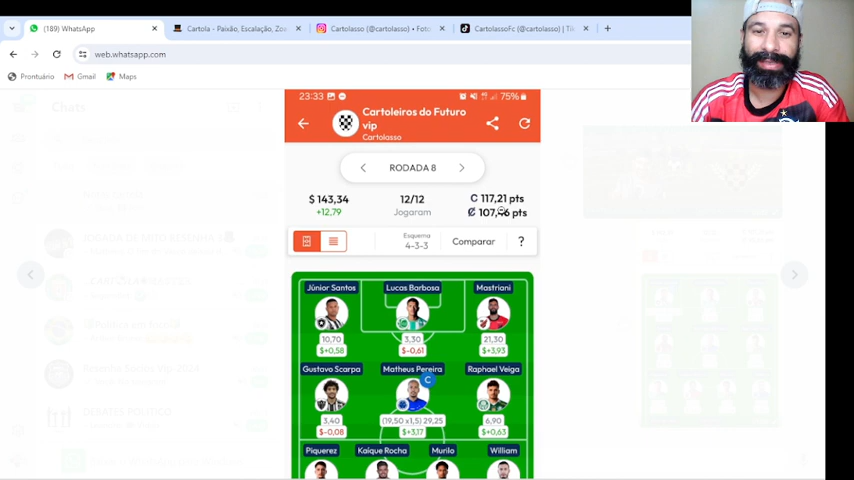 (189) WhatsApp
Cartola - Paixão, Escalação, Zoe
Cartolasso (@cartolasso) • Foto
CartolassoFc (@cartolasso) | Tik
web.whatsapp.com
Prontuário
Gmail
Maps
Chats
23:33
75%
Cartoleiros do Futuro
vip
Cartolasso
RODADA 8
$ 143,34
12/12
C 117,21 pts
+12,79
Jogaram
Esquema
4-3-3
Comparar
?
Júnior Santos
Lucas Barbosa
Mastriani
10,70
3,30
21,30
$+0,58
$-0,61
$+3,93
Gustavo Scarpa
Matheus Pereira
Raphael Veiga
C
3,40
(19,50 x1,5) 29,25
6,90
$-0,08
$+3,17
$+0,63
Piquerez
Kaíque Rocha
Murilo
William